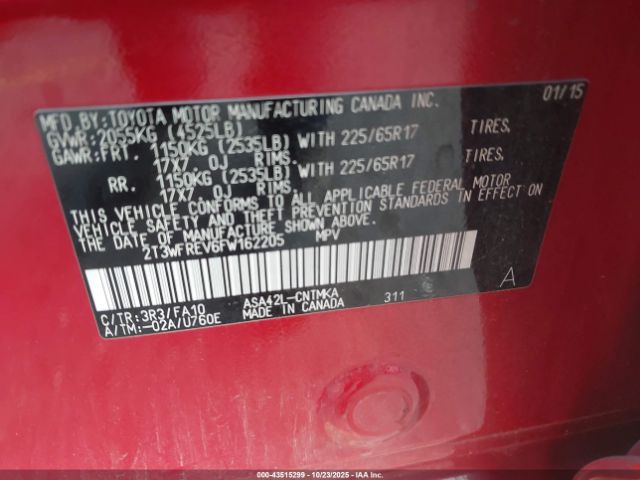 MFD.BY:TOYOTA MOTOR MANUFACTURING CANADA INC. 01/15
GVWR:2055KG (4525LB)
GAWR:FRT. 1150KG (2535LB) WITH 225/65R17 TIRES.
17X7 0J RIMS.
RR. 1150KG (2535LB) WITH 225/65R17 TIRES.
17X7 0J RIMS.
THIS VEHICLE CONFORMS TO ALL APPLICABLE FEDERAL MOTOR
VEHICLE SAFETY AND THEFT PREVENTION STANDARDS IN EFFECT ON
THE DATE OF MANUFACTURE SHOWN ABOVE.
2T3WFREV6FW162205 MPV
A
C/TR:3R3/FA10 ASA42L-CNTMKA 311
A/TM:-02A/U760E MADE IN CANADA
000-43515299 - 10/23/2025 - IAA Inc.